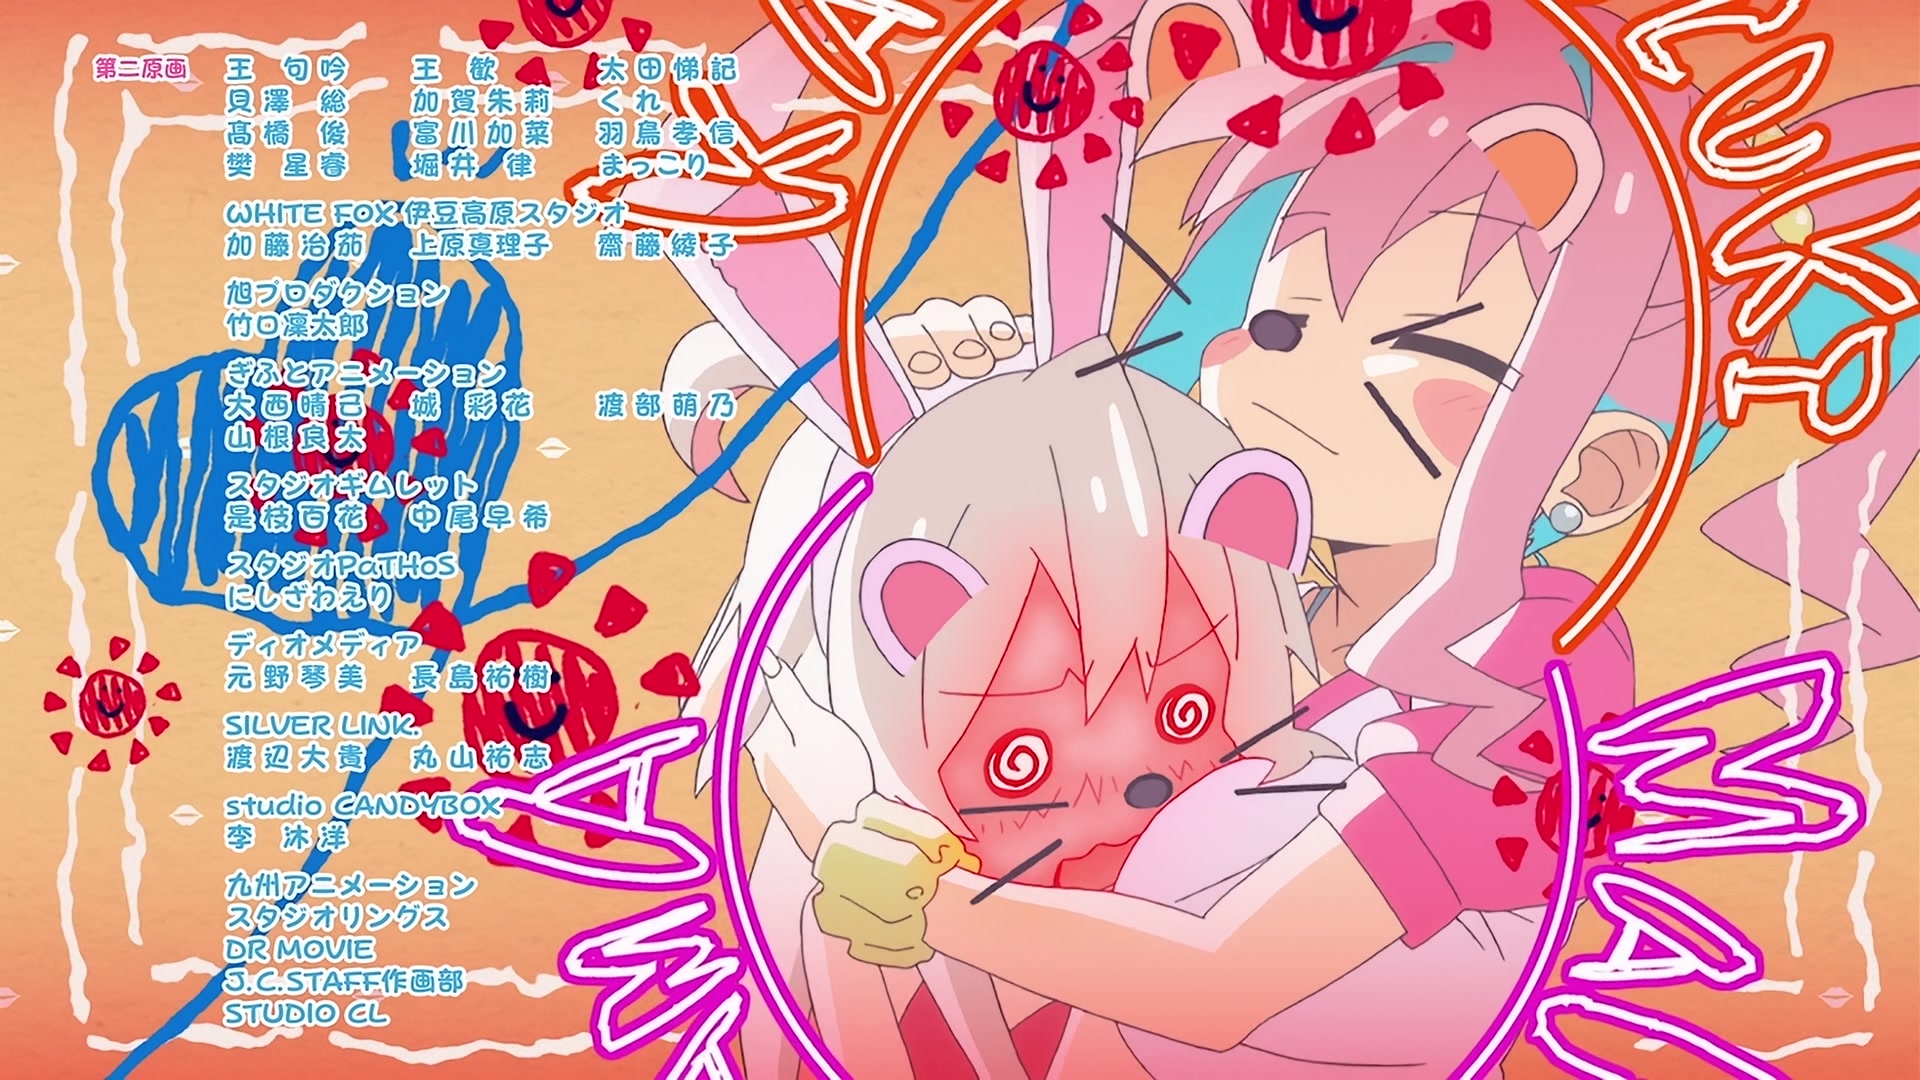 第二原画
王 句吟 王 歓 太田悌記
貝澤 総 加賀朱莉 くれ
髙橋 俊 富川加菜 羽鳥孝信
樊 星睿 堀井 律 まっこり
WHITE FOX 伊豆高原スタジオ
加藤治茄 上原真理子 齋藤綾子
旭プロダクション
竹口凜太郎
ぎふとアニメーション
大西晴己 城 彩花 渡部萌乃
山根良太
スタジオギムレット
是枝百花 中尾早希
スタジオPaTHoS
にしざわえり
ディオメディア
元野琴美 長島祐樹
SILVER LINK.
渡辺大貴 丸山祐志
studio CANDYBOX
李 沐洋
九州アニメーション
スタジオリングス
DR MOVIE
J.C.STAFF作画部
STUDIO CL